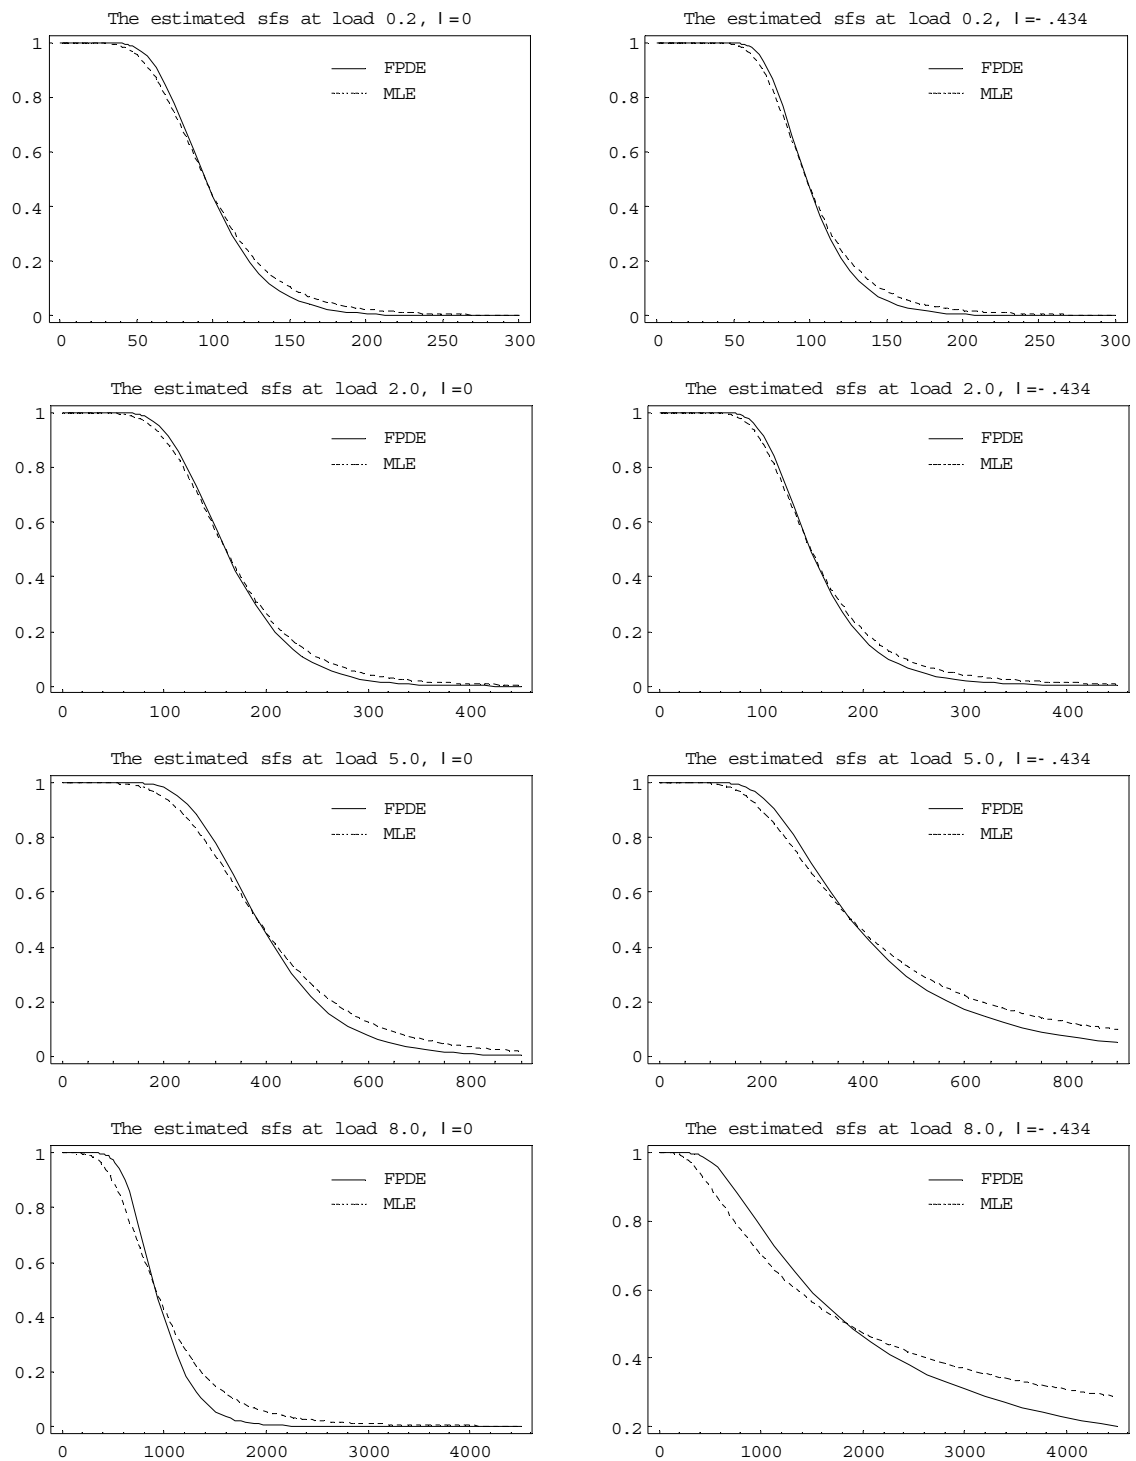 The estimated sfs at load 0.2, l=0
The estimated sfs at load 0.2, l=-.434
1
0.8
0.6
0.4
0.2
0
FPDE
MLE
0 50 100 150 200 250 300
1
0.8
0.6
0.4
0.2
0
FPDE
MLE
0 50 100 150 200 250 300
The estimated sfs at load 2.0, l=0
The estimated sfs at load 2.0, l=-.434
1
0.8
0.6
0.4
0.2
0
FPDE
MLE
0 100 200 300 400
1
0.8
0.6
0.4
0.2
0
FPDE
MLE
0 100 200 300 400
The estimated sfs at load 5.0, l=0
The estimated sfs at load 5.0, l=-.434
1
0.8
0.6
0.4
0.2
0
FPDE
MLE
0 200 400 600 800
1
0.8
0.6
0.4
0.2
0
FPDE
MLE
0 200 400 600 800
The estimated sfs at load 8.0, l=0
The estimated sfs at load 8.0, l=-.434
1
0.8
0.6
0.4
0.2
0
FPDE
MLE
0 1000 2000 3000 4000
1
0.8
0.6
0.4
0.2
FPDE
MLE
0 1000 2000 3000 4000